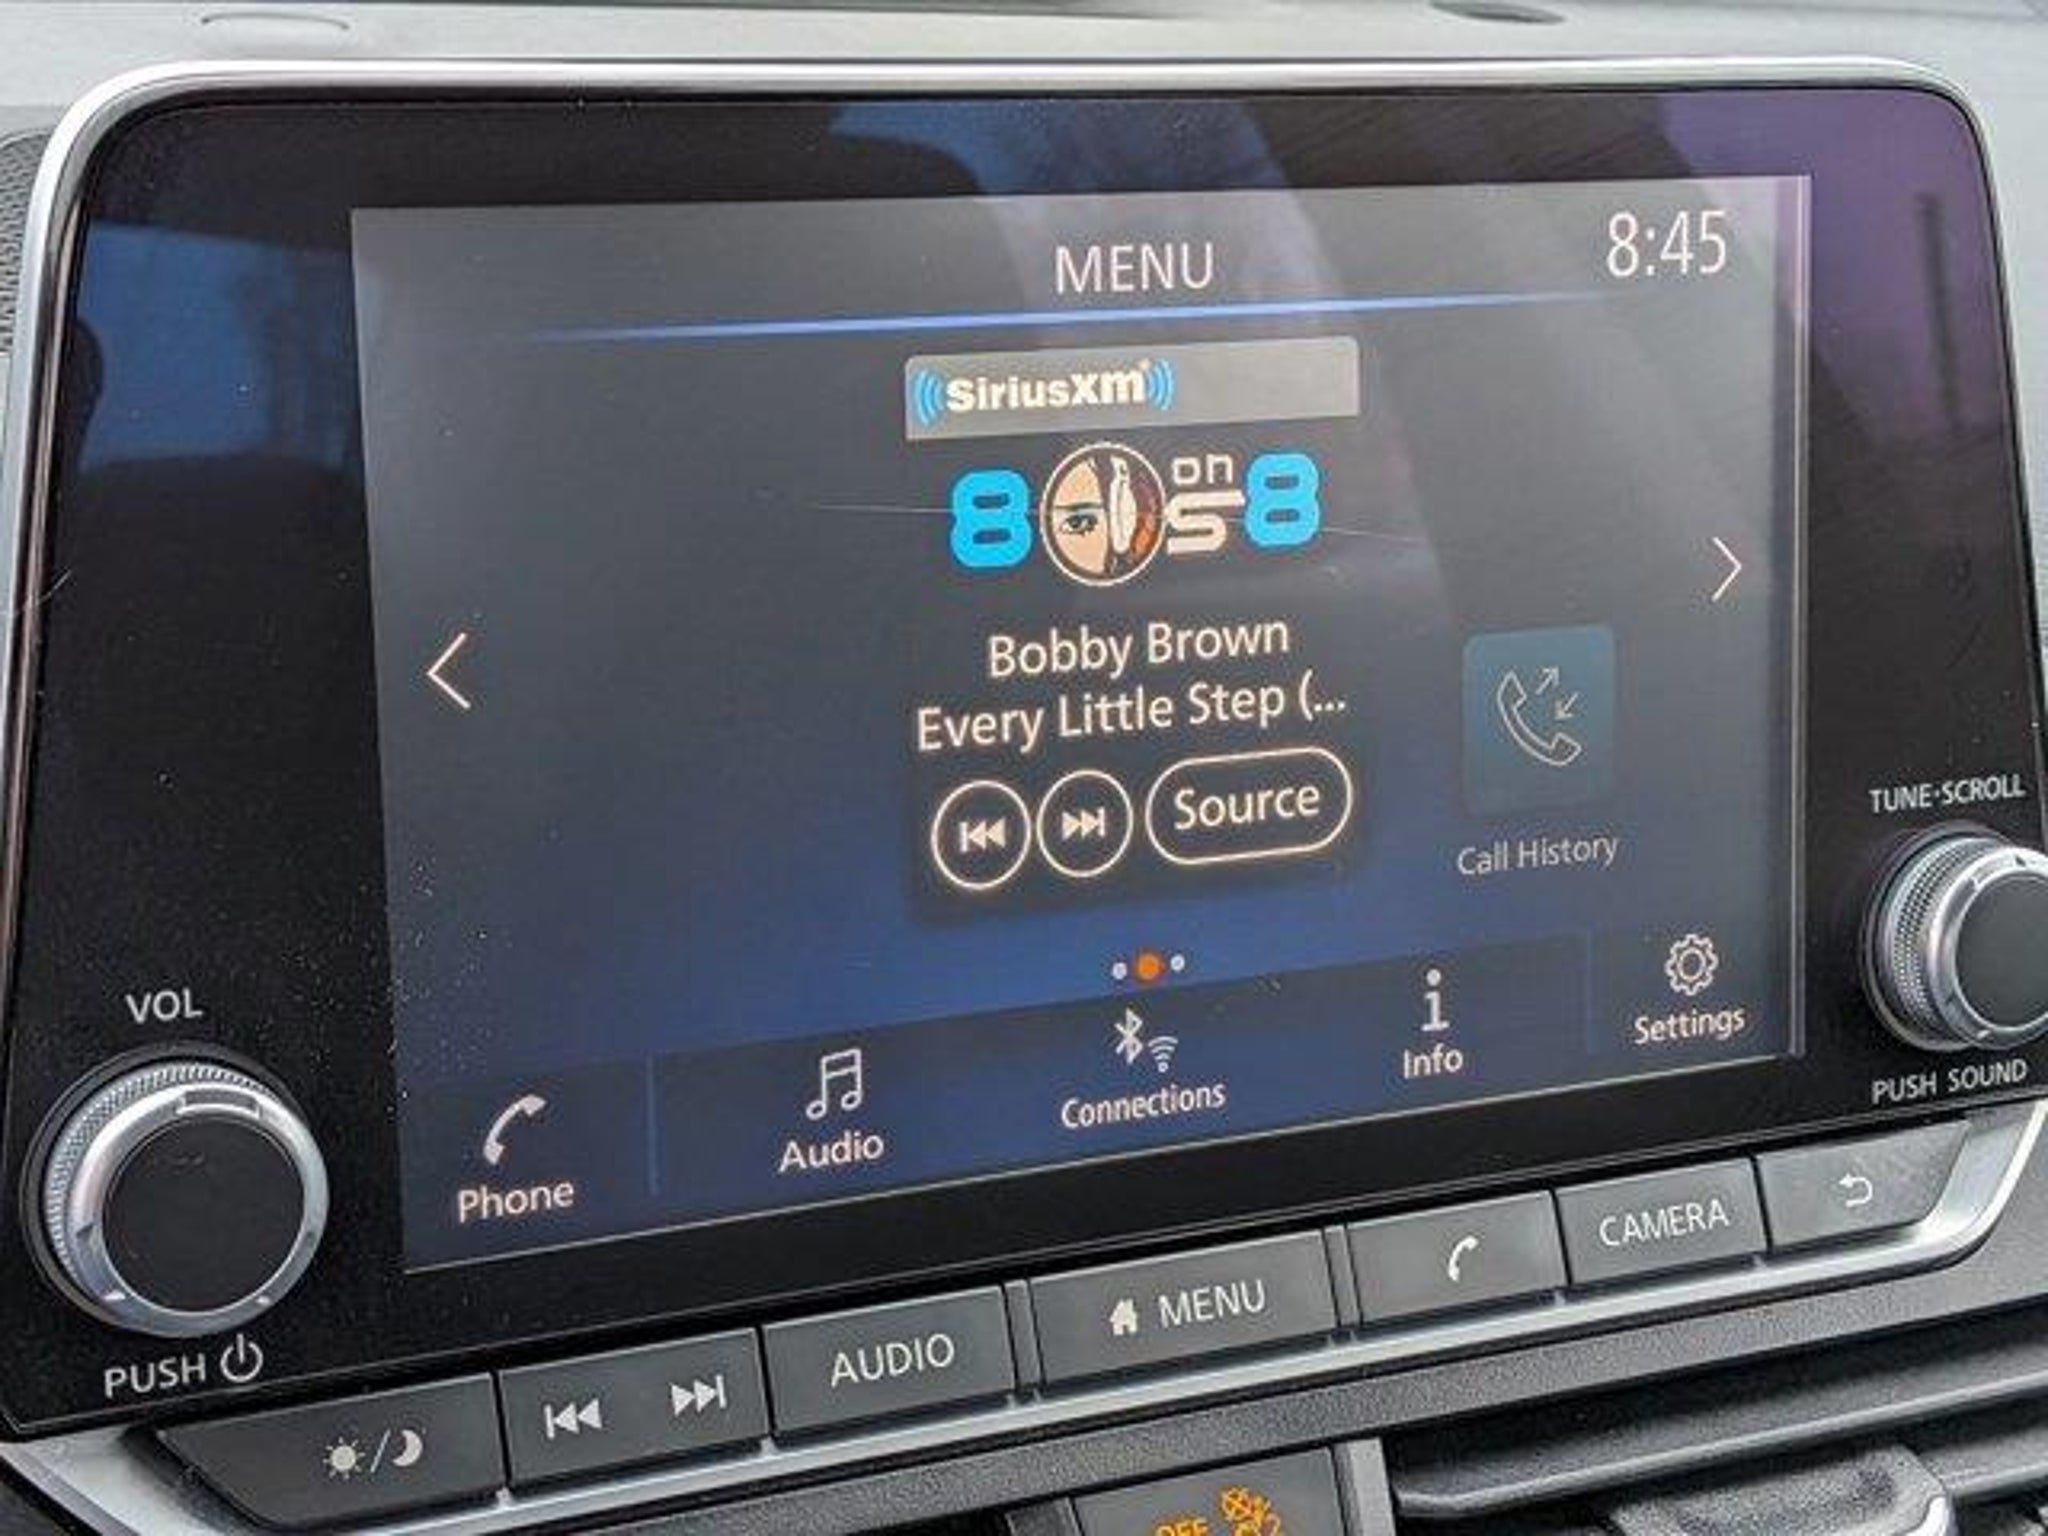 MENU
8:45
SiriusXm
80s on 8
Bobby Brown
Every Little Step (...
Source
Call History
Phone
Audio
Connections
Info
Settings
VOL
PUSH
TUNE·SCROLL
PUSH SOUND
AUDIO
MENU
CAMERA
OFF